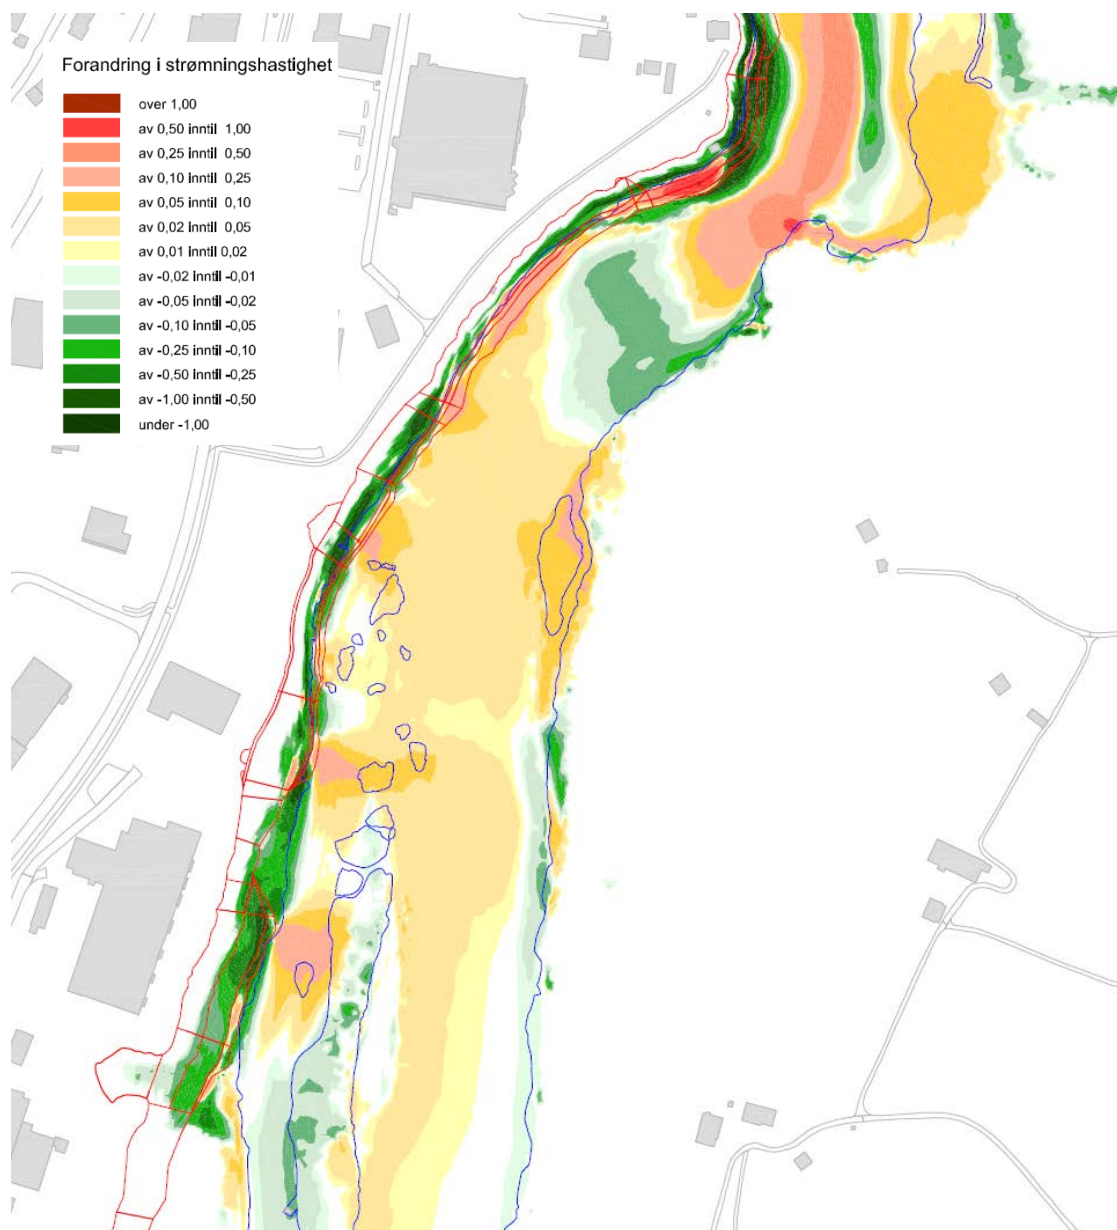 Forandring i strømningshastighet
over 1,00
av 0,50 inntil 1,00
av 0,25 inntil 0,50
av 0,10 inntil 0,25
av 0,05 inntil 0,10
av 0,02 inntil 0,05
av 0,01 inntil 0,02
av -0,02 inntil -0,01
av -0,05 inntil -0,02
av -0,10 inntil -0,05
av -0,25 inntil -0,10
av -0,50 inntil -0,25
av -1,00 inntil -0,50
under -1,00